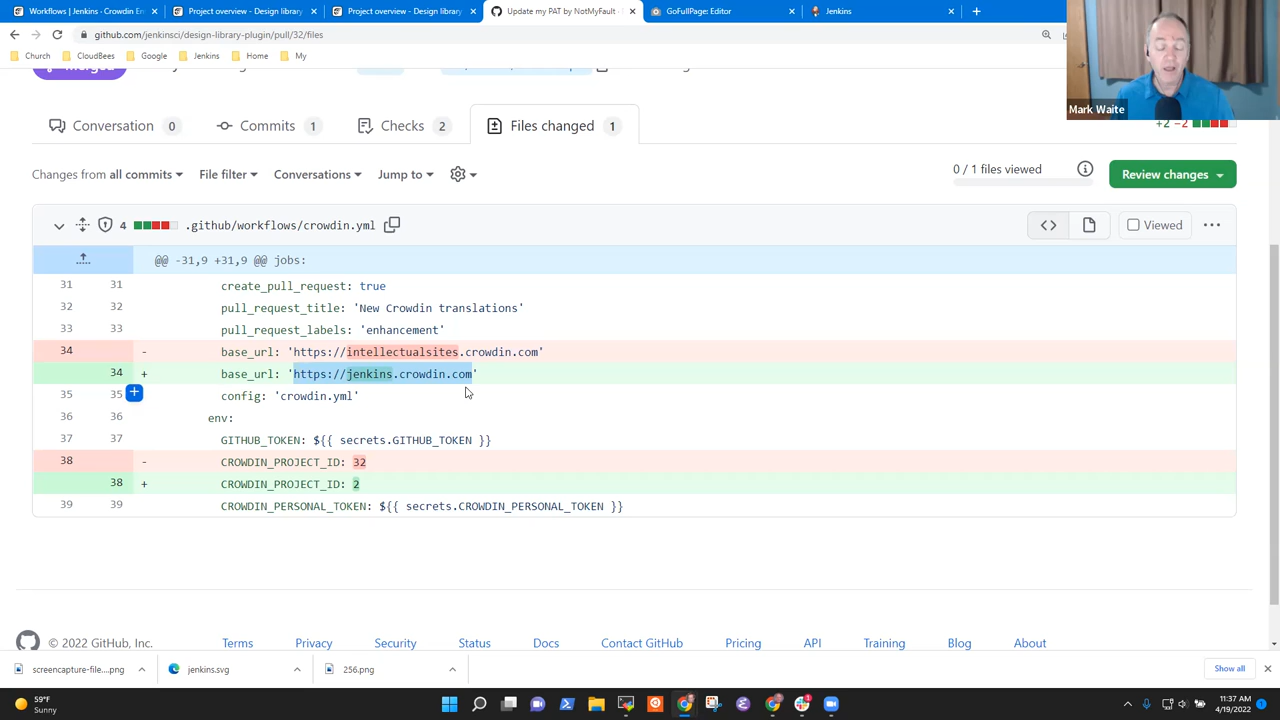 Workflows | Jenkins - Crowdin En
Project overview - Design library
Project overview - Design library
Update my PAT by NotMyFault ·
GoFullPage: Editor
Jenkins
github.com/jenkinsci/design-library-plugin/pull/32/files
Church
CloudBees
Google
Jenkins
Home
My
Mark Waite
Conversation 0
Commits 1
Checks 2
Files changed 1
+2 −2
Changes from all commits
File filter
Conversations
Jump to
0 / 1 files viewed
Review changes
4 .github/workflows/crowdin.yml
Viewed
@@ -31,9 +31,9 @@ jobs:
31 31 create_pull_request: true
32 32 pull_request_title: 'New Crowdin translations'
33 33 pull_request_labels: 'enhancement'
34 - base_url: 'https://intellectualsites.crowdin.com'
34 + base_url: 'https://jenkins.crowdin.com'
35 35 config: 'crowdin.yml'
36 36 env:
37 37 GITHUB_TOKEN: ${{ secrets.GITHUB_TOKEN }}
38 - CROWDIN_PROJECT_ID: 32
38 + CROWDIN_PROJECT_ID: 2
39 39 CROWDIN_PERSONAL_TOKEN: ${{ secrets.CROWDIN_PERSONAL_TOKEN }}
© 2022 GitHub, Inc.
Terms
Privacy
Security
Status
Docs
Contact GitHub
Pricing
API
Training
Blog
About
screencapture-file....png
jenkins.svg
256.png
Show all
59°F
Sunny
11:37 AM
4/19/2022